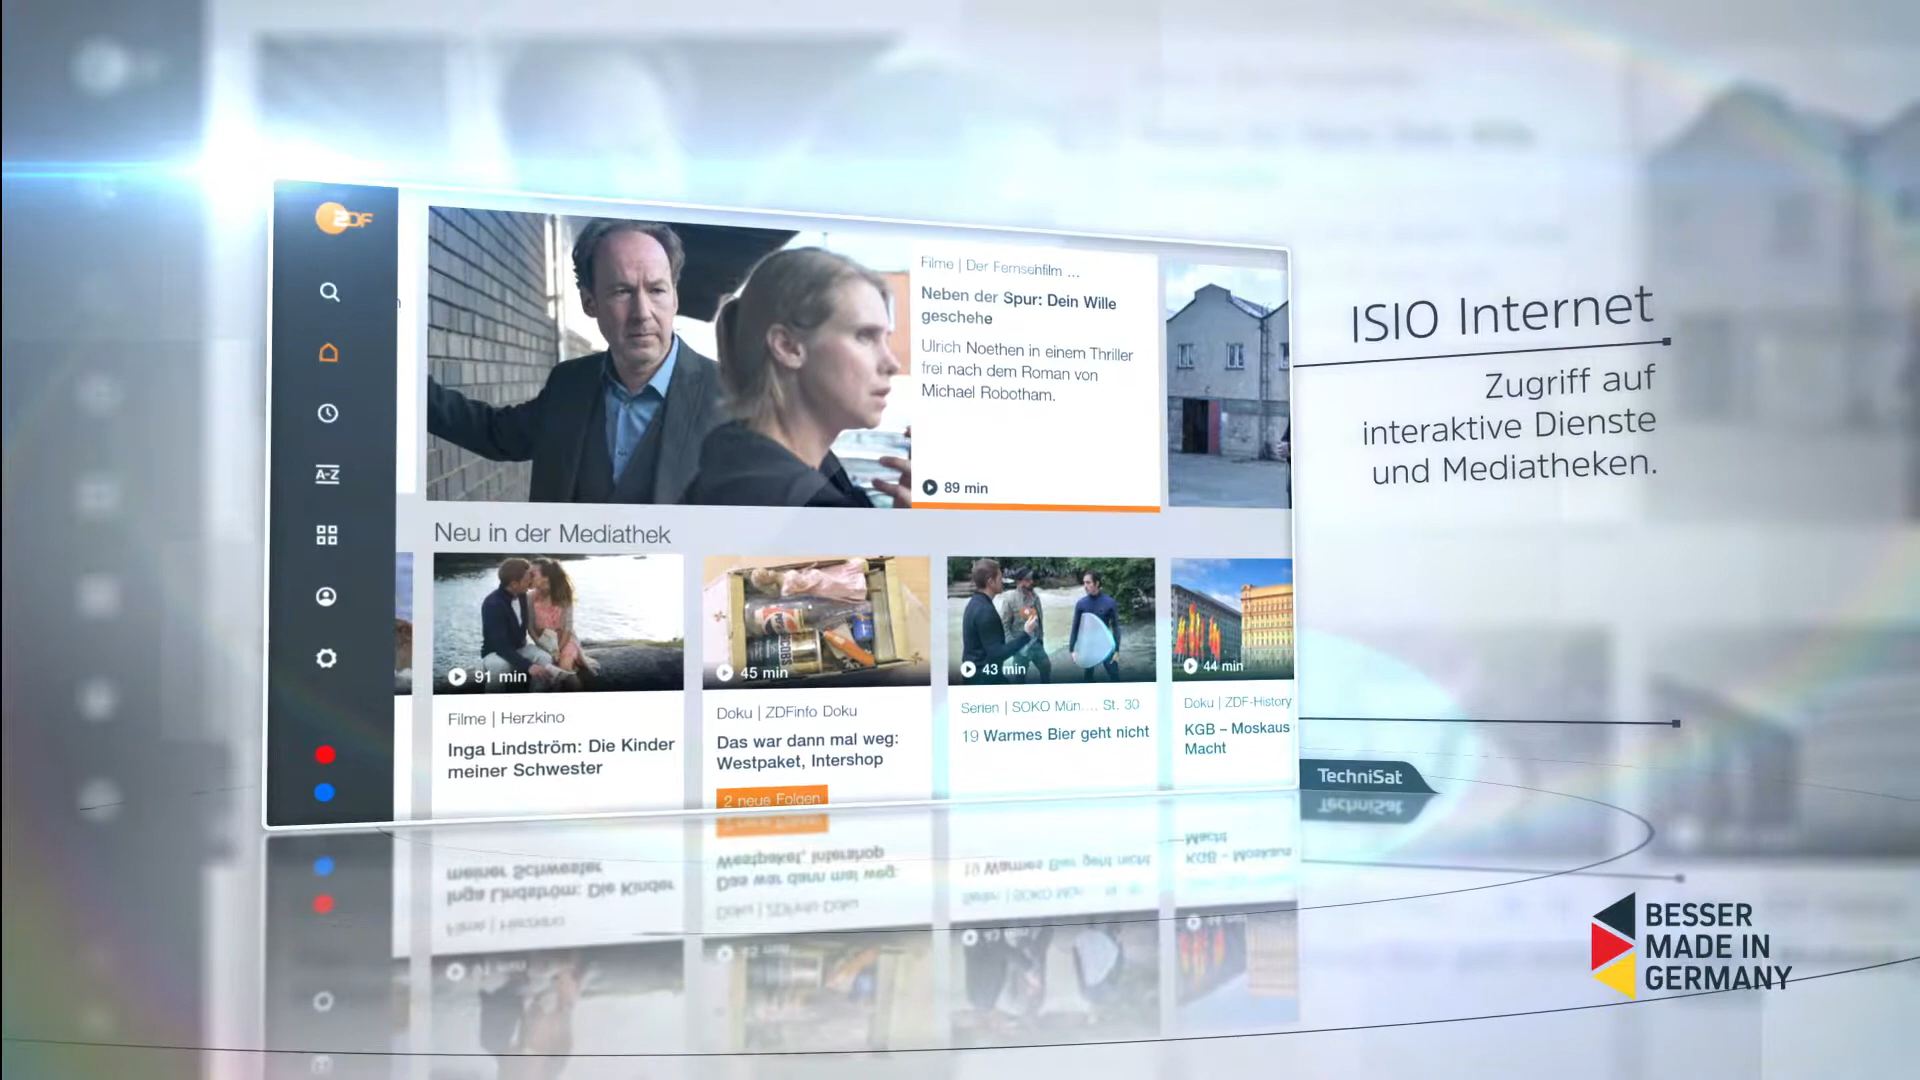 ZDF
A-Z
Filme | Der Fernsehfilm ...
Neben der Spur: Dein Wille
geschehe
Ulrich Noethen in einem Thriller
frei nach dem Roman von
Michael Robotham.
89 min
Neu in der Mediathek
91 min
Filme | Herzkino
Inga Lindström: Die Kinder
meiner Schwester
PEPSI
JACOBS
45 min
Doku | ZDFinfo Doku
Das war dann mal weg:
Westpaket, Intershop
2 neue Folgen
43 min
Serien | SOKO Mün.... St. 30
19 Warmes Bier geht nicht
44 min
Doku | ZDF-History
KGB – Moskaus
Macht
ISIO Internet
Zugriff auf
interaktive Dienste
und Mediatheken.
TechniSat
BESSER
MADE IN
GERMANY